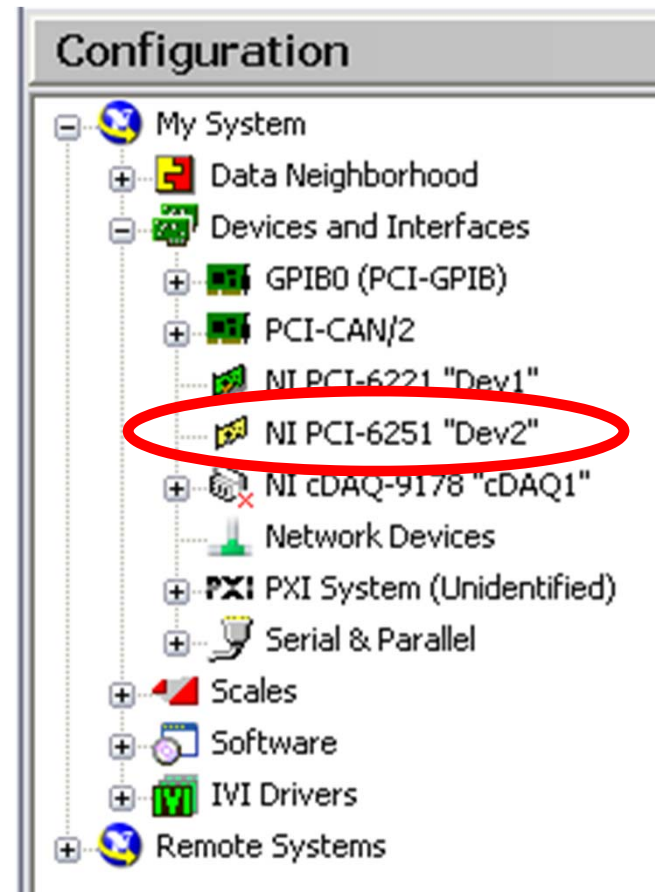 Configuration
My System
Data Neighborhood
Devices and Interfaces
GPIB0 (PCI-GPIB)
PCI-CAN/2
NI PCI-6221 "Dev1"
NI PCI-6251 "Dev2"
NI cDAQ-9178 "cDAQ1"
Network Devices
PXI PXI System (Unidentified)
Serial & Parallel
Scales
Software
IVI IVI Drivers
Remote Systems